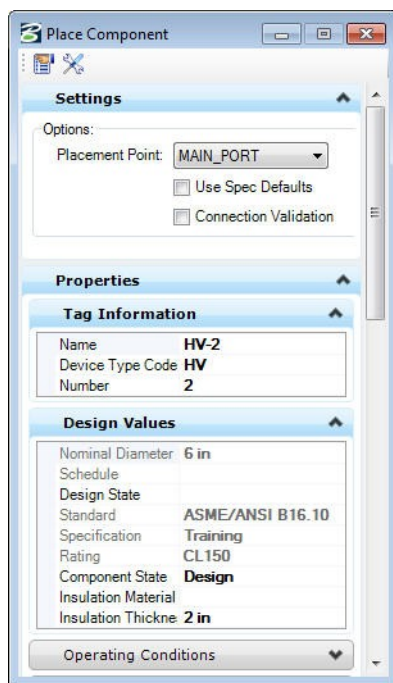 Place Component
Settings
Options:
Placement Point: MAIN_PORT
Use Spec Defaults
Connection Validation
Properties
Tag Information
Name HV-2
Device Type Code HV
Number 2
Design Values
Nominal Diameter 6 in
Schedule
Design State
Standard ASME/ANSI B16.10
Specification Training
Rating CL150
Component State Design
Insulation Material
Insulation Thickne 2 in
Operating Conditions